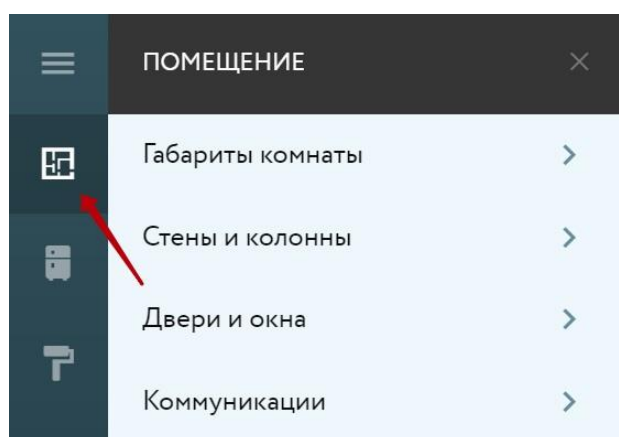 ПОМЕЩЕНИЕ
Габариты комнаты
Стены и колонны
Двери и окна
Коммуникации